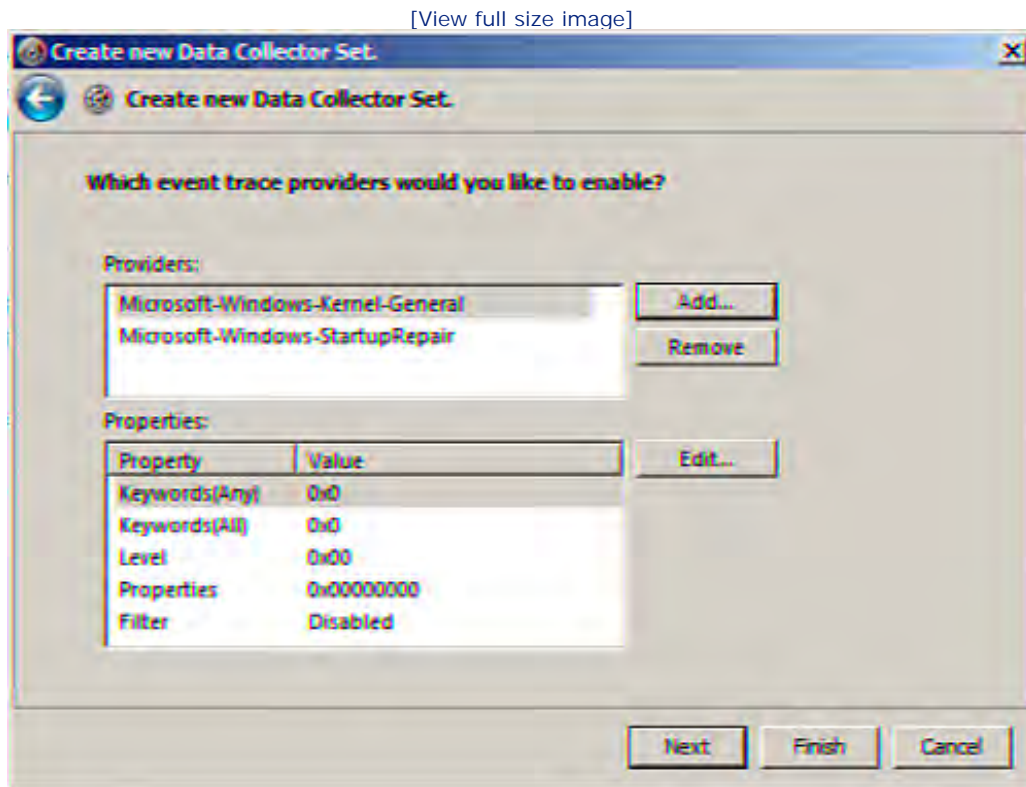 [View full size image]
Create new Data Collector Set.
Create new Data Collector Set.
Which event trace providers would you like to enable?
Providers:
Microsoft-Windows-Kernel-General
Microsoft-Windows-StartupRepair
Add...
Remove
Properties:
Property Value
Keywords(Any) 0x0
Keywords(All) 0x0
Level 0x00
Properties 0x00000000
Filter Disabled
Edit...
Next Finish Cancel